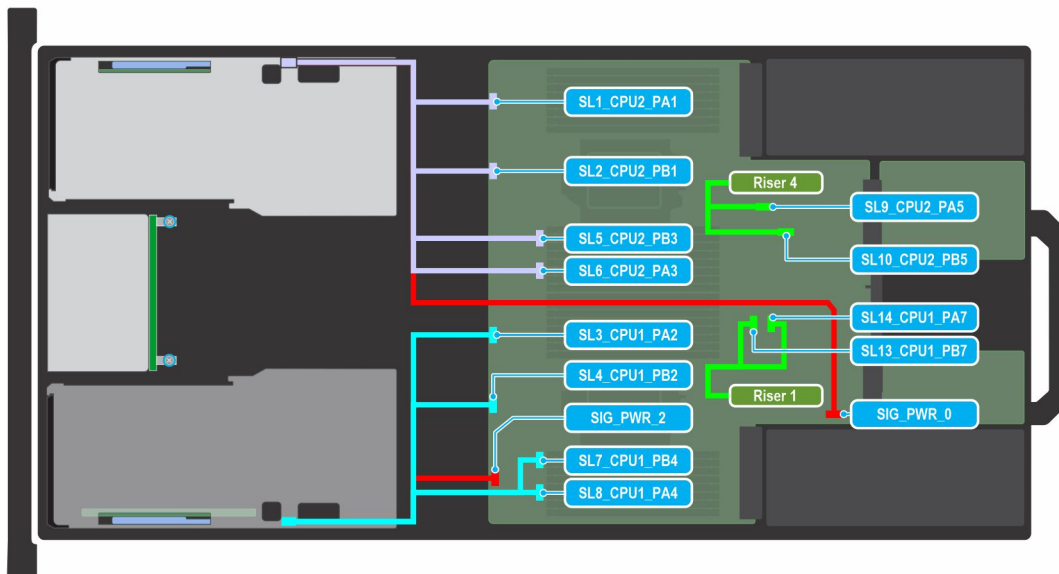 SL1_CPU2_PA1
SL2_CPU2_PB1
Riser 4
SL9_CPU2_PA5
SL5_CPU2_PB3
SL10_CPU2_PB5
SL6_CPU2_PA3
SL14_CPU1_PA7
SL3_CPU1_PA2
SL13_CPU1_PB7
SL4_CPU1_PB2
Riser 1
SIG_PWR_2
SIG_PWR_0
SL7_CPU1_PB4
SL8_CPU1_PA4